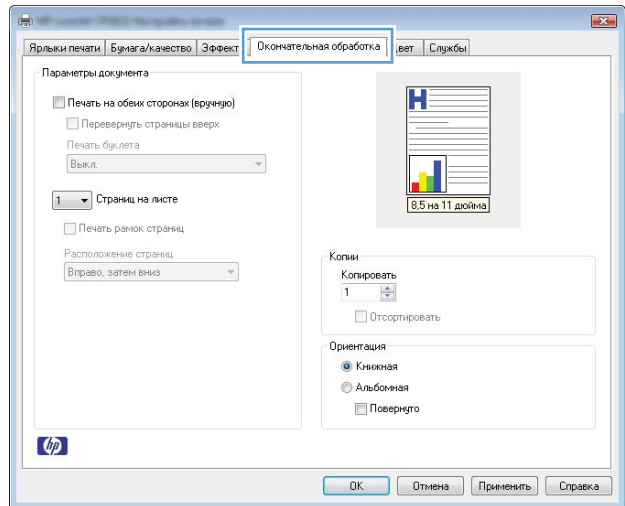 Ярлыки печати
Бумага/качество
Эффект
Окончательная обработка
вет
Службы
Параметры документа
Печать на обеих сторонах (вручную)
Перевернуть страницы вверх
Печать буклета
Выкл.
1 Страниц на листе
Печать рамок страниц
Расположение страниц
Вправо, затем вниз
H
8,5 на 11 дюйма
Копии
Копировать
1
Отсортировать
Ориентация
Книжная
Альбомная
Повернуто
hp
OK
Отмена
Применить
Справка